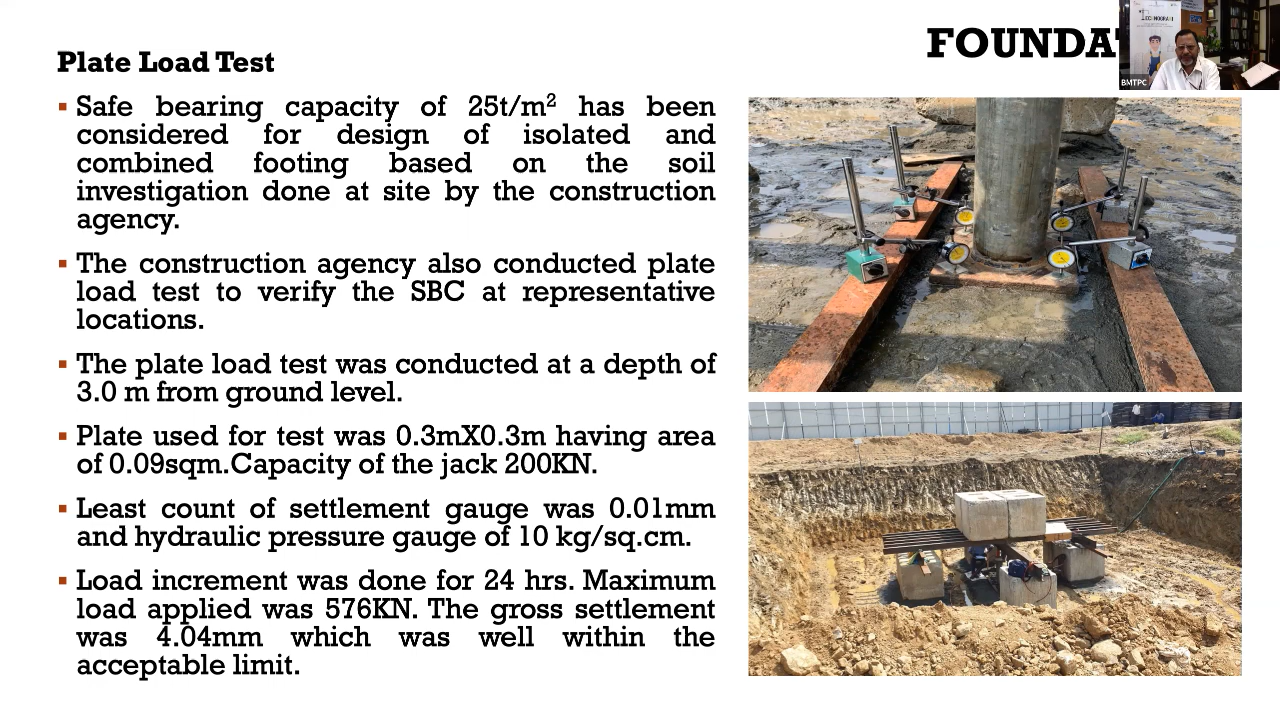 FOUNDAT
Plate Load Test
▪ Safe bearing capacity of 25t/m² has been
considered for design of isolated and
combined footing based on the soil
investigation done at site by the construction
agency.
▪ The construction agency also conducted plate
load test to verify the SBC at representative
locations.
▪ The plate load test was conducted at a depth of
3.0 m from ground level.
▪ Plate used for test was 0.3mX0.3m having area
of 0.09sqm.Capacity of the jack 200KN.
▪ Least count of settlement gauge was 0.01mm
and hydraulic pressure gauge of 10 kg/sq.cm.
▪ Load increment was done for 24 hrs. Maximum
load applied was 576KN. The gross settlement
was 4.04mm which was well within the
acceptable limit.
BMTPC